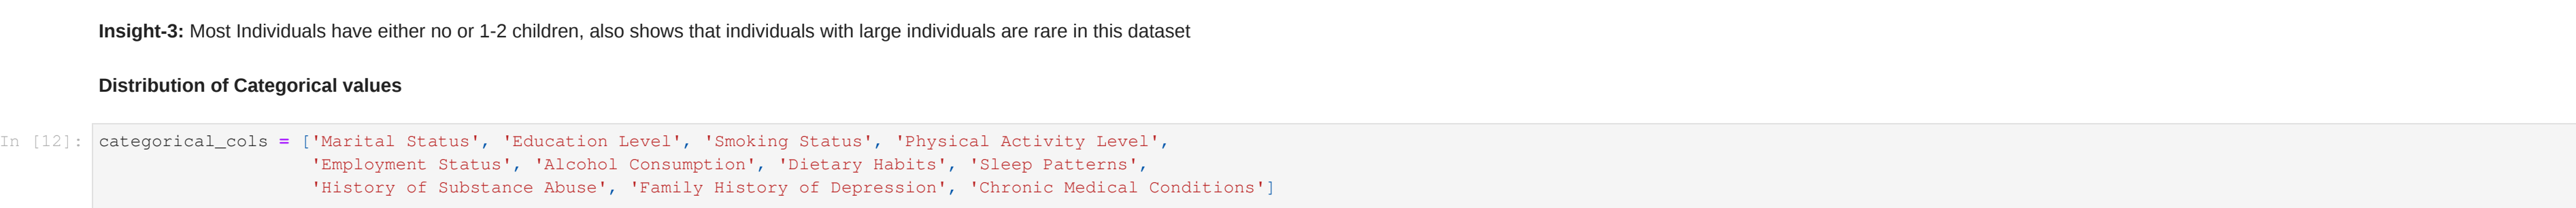 Insight-3: Most Individuals have either no or 1-2 children, also shows that individuals with large individuals are rare in this dataset
Distribution of Categorical values
In [12]: categorical_cols = ['Marital Status', 'Education Level', 'Smoking Status', 'Physical Activity Level',
'Employment Status', 'Alcohol Consumption', 'Dietary Habits', 'Sleep Patterns',
'History of Substance Abuse', 'Family History of Depression', 'Chronic Medical Conditions']